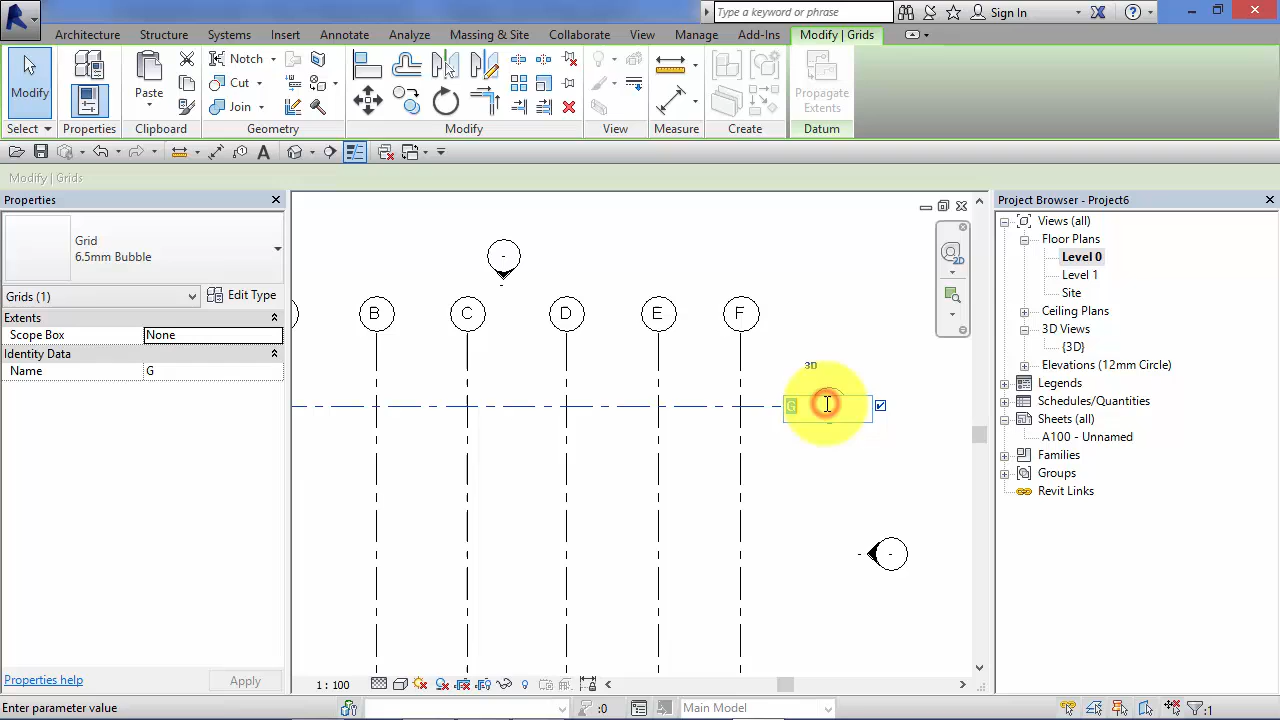 Type a keyword or phrase
Sign In
Architecture Structure Systems Insert Annotate Analyze Massing & Site Collaborate View Manage Add-Ins Modify | Grids
Modify
Paste
Notch
Cut
Join
Propagate
Extents
Select Properties Clipboard Geometry Modify View Measure Create Datum
Modify | Grids
Properties
Grid
6.5mm Bubble
Grids (1)
Edit Type
Extents
Scope Box None
Identity Data
Name G
Properties help
Apply
2D
B C D E F
3D
G
1 : 100
Project Browser - Project6
Views (all)
Floor Plans
Level 0
Level 1
Site
Ceiling Plans
3D Views
{3D}
Elevations (12mm Circle)
Legends
Schedules/Quantities
Sheets (all)
A100 - Unnamed
Families
Groups
Revit Links
Enter parameter value
:0
Main Model
:1